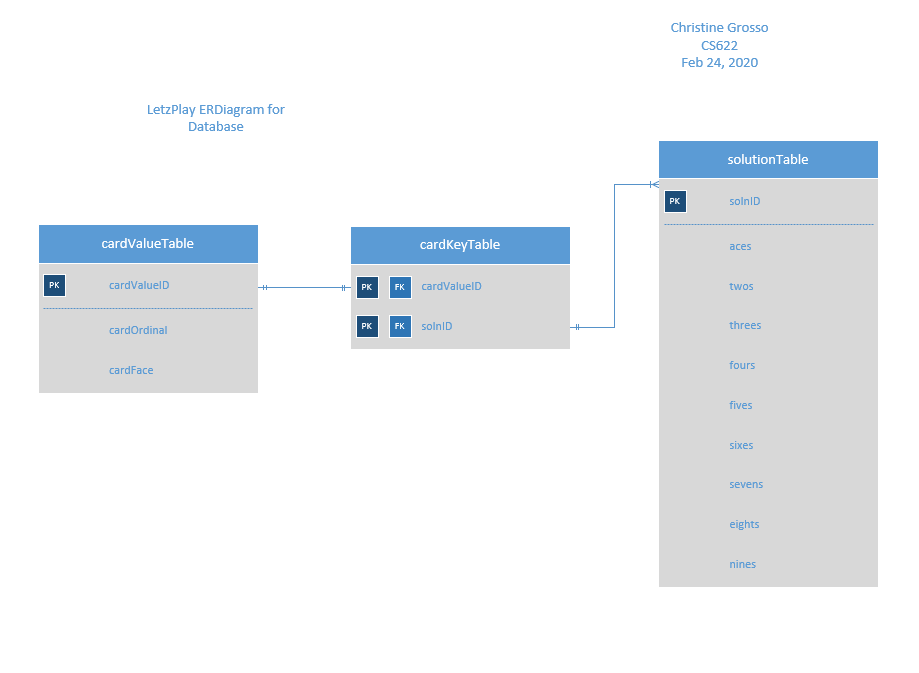 Christine Grosso
CS622
Feb 24, 2020
LetzPlay ERDiagram for
Database
cardValueTable
PK cardValueID
cardOrdinal
cardFace
cardKeyTable
PK FK cardValueID
PK FK solnID
solutionTable
PK solnID
aces
twos
threes
fours
fives
sixes
sevens
eights
nines